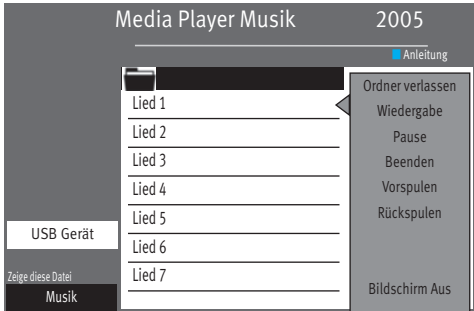 Media Player Musik 2005
Anleitung
Ordner verlassen
Lied 1
Wiedergabe
Lied 2
Pause
Lied 3
Beenden
Lied 4
Vorspulen
Lied 5
Rückspulen
USB Gerät
Lied 6
Zeige diese Datei
Lied 7
Musik
Bildschirm Aus